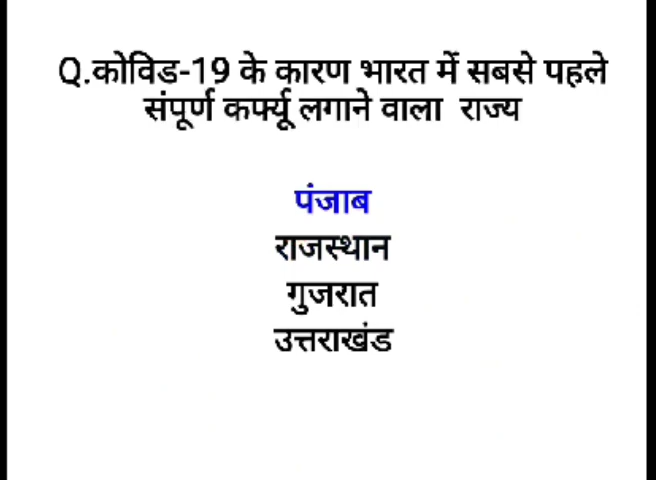 Q.कोविड-19 के कारण भारत में सबसे पहले
संपूर्ण कर्फ्यू लगाने वाला राज्य
पंजाब
राजस्थान
गुजरात
उत्तराखंड